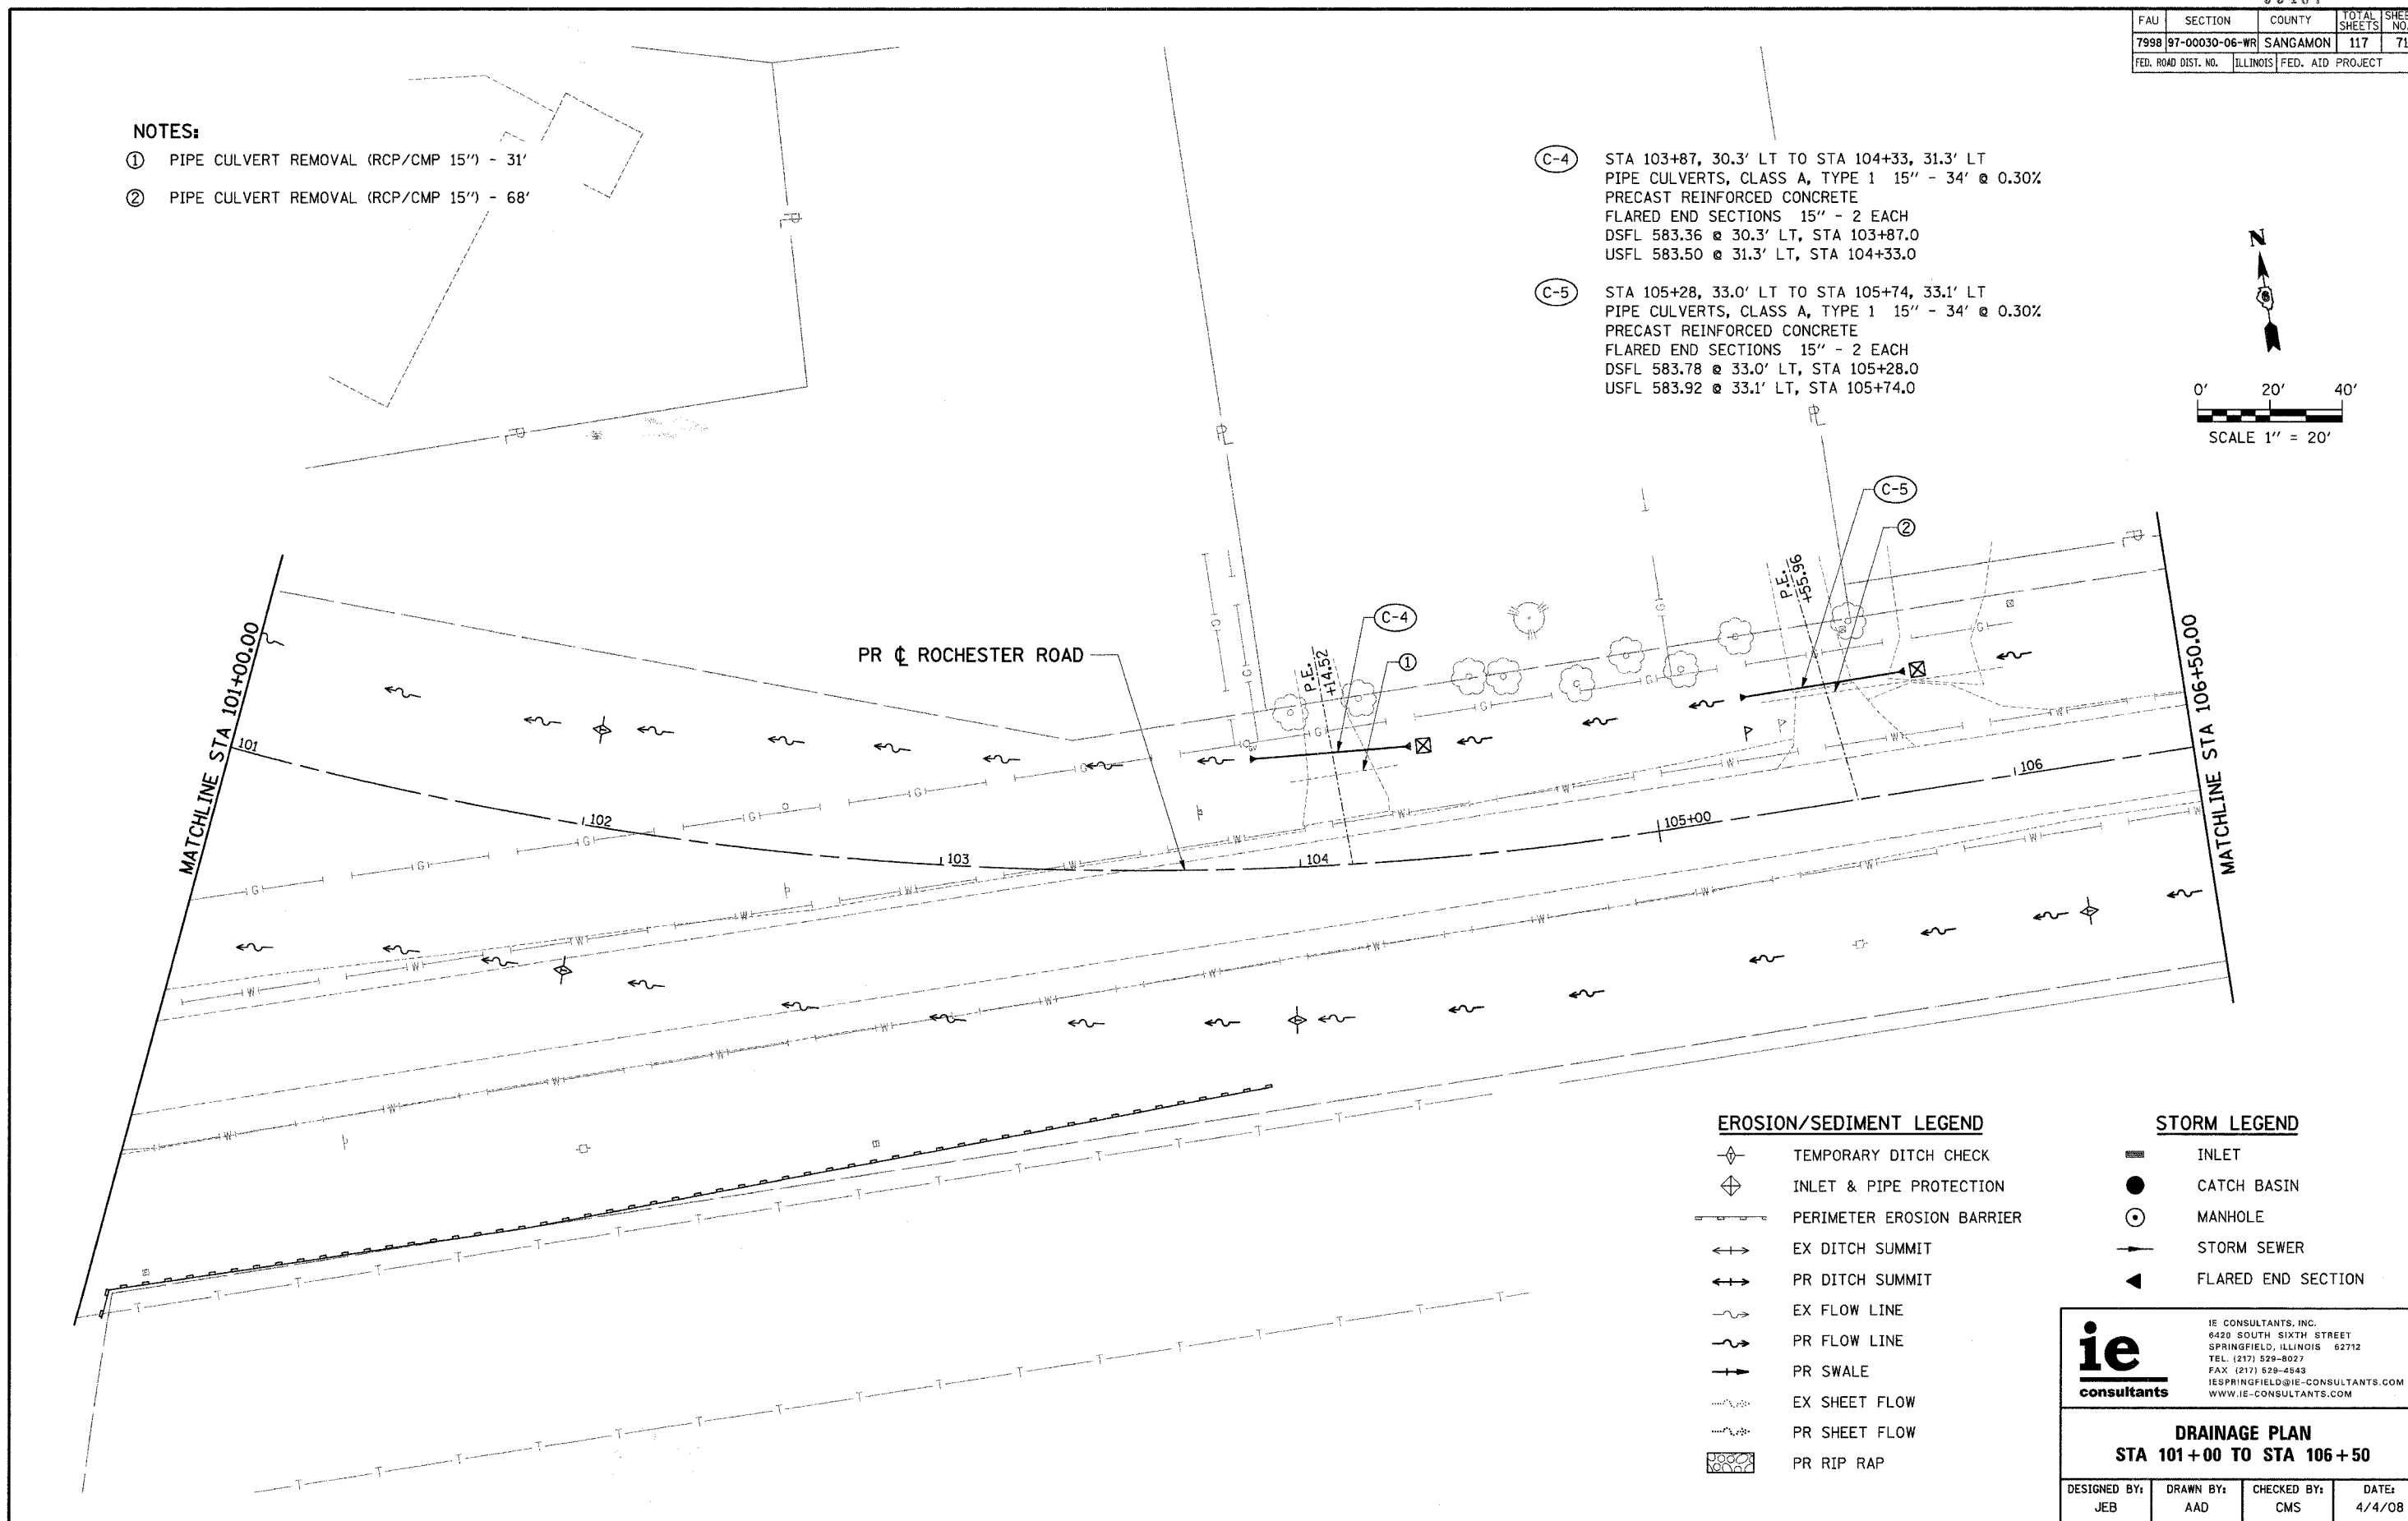 FAU SECTION COUNTY TOTAL SHEETS
7998 97-00030-06-WR SANGAMON 117 71
FED. ROAD DIST. NO. ILLINOIS FED. AID PROJECT
NOTES:
① PIPE CULVERT REMOVAL (RCP/CMP 15") - 31'
② PIPE CULVERT REMOVAL (RCP/CMP 15") - 68'
C-4 STA 103+87, 30.3' LT TO STA 104+33, 31.3' LT
PIPE CULVERTS, CLASS A, TYPE 1 15" - 34' @ 0.30%
PRECAST REINFORCED CONCRETE
FLARED END SECTIONS 15" - 2 EACH
DSFL 583.36 @ 30.3' LT, STA 103+87.0
USFL 583.50 @ 31.3' LT, STA 104+33.0
C-5 STA 105+28, 33.0' LT TO STA 105+74, 33.1' LT
PIPE CULVERTS, CLASS A, TYPE 1 15" - 34' @ 0.30%
PRECAST REINFORCED CONCRETE
FLARED END SECTIONS 15" - 2 EACH
DSFL 583.78 @ 33.0' LT, STA 105+28.0
USFL 583.92 @ 33.1' LT, STA 105+74.0
N
0' 20' 40'
SCALE 1" = 20'
C-5
②
P.E.
+55.96
C-4
①
P.E.
+14.52
PR ℄ ROCHESTER ROAD
MATCHLINE STA 101+00.00
MATCHLINE STA 106+50.00
101
102
103
104
105+00
106
EROSION/SEDIMENT LEGEND
TEMPORARY DITCH CHECK
INLET & PIPE PROTECTION
PERIMETER EROSION BARRIER
EX DITCH SUMMIT
PR DITCH SUMMIT
EX FLOW LINE
PR FLOW LINE
PR SWALE
EX SHEET FLOW
PR SHEET FLOW
PR RIP RAP
STORM LEGEND
INLET
CATCH BASIN
MANHOLE
STORM SEWER
FLARED END SECTION
ie
consultants
IE CONSULTANTS, INC.
6420 SOUTH SIXTH STREET
SPRINGFIELD, ILLINOIS 62712
TEL. (217) 529-8027
FAX (217) 529-4543
IESPRINGFIELD@IE-CONSULTANTS.COM
WWW.IE-CONSULTANTS.COM
DRAINAGE PLAN
STA 101+00 TO STA 106+50
DESIGNED BY: DRAWN BY: CHECKED BY: DATE:
JEB AAD CMS 4/4/08